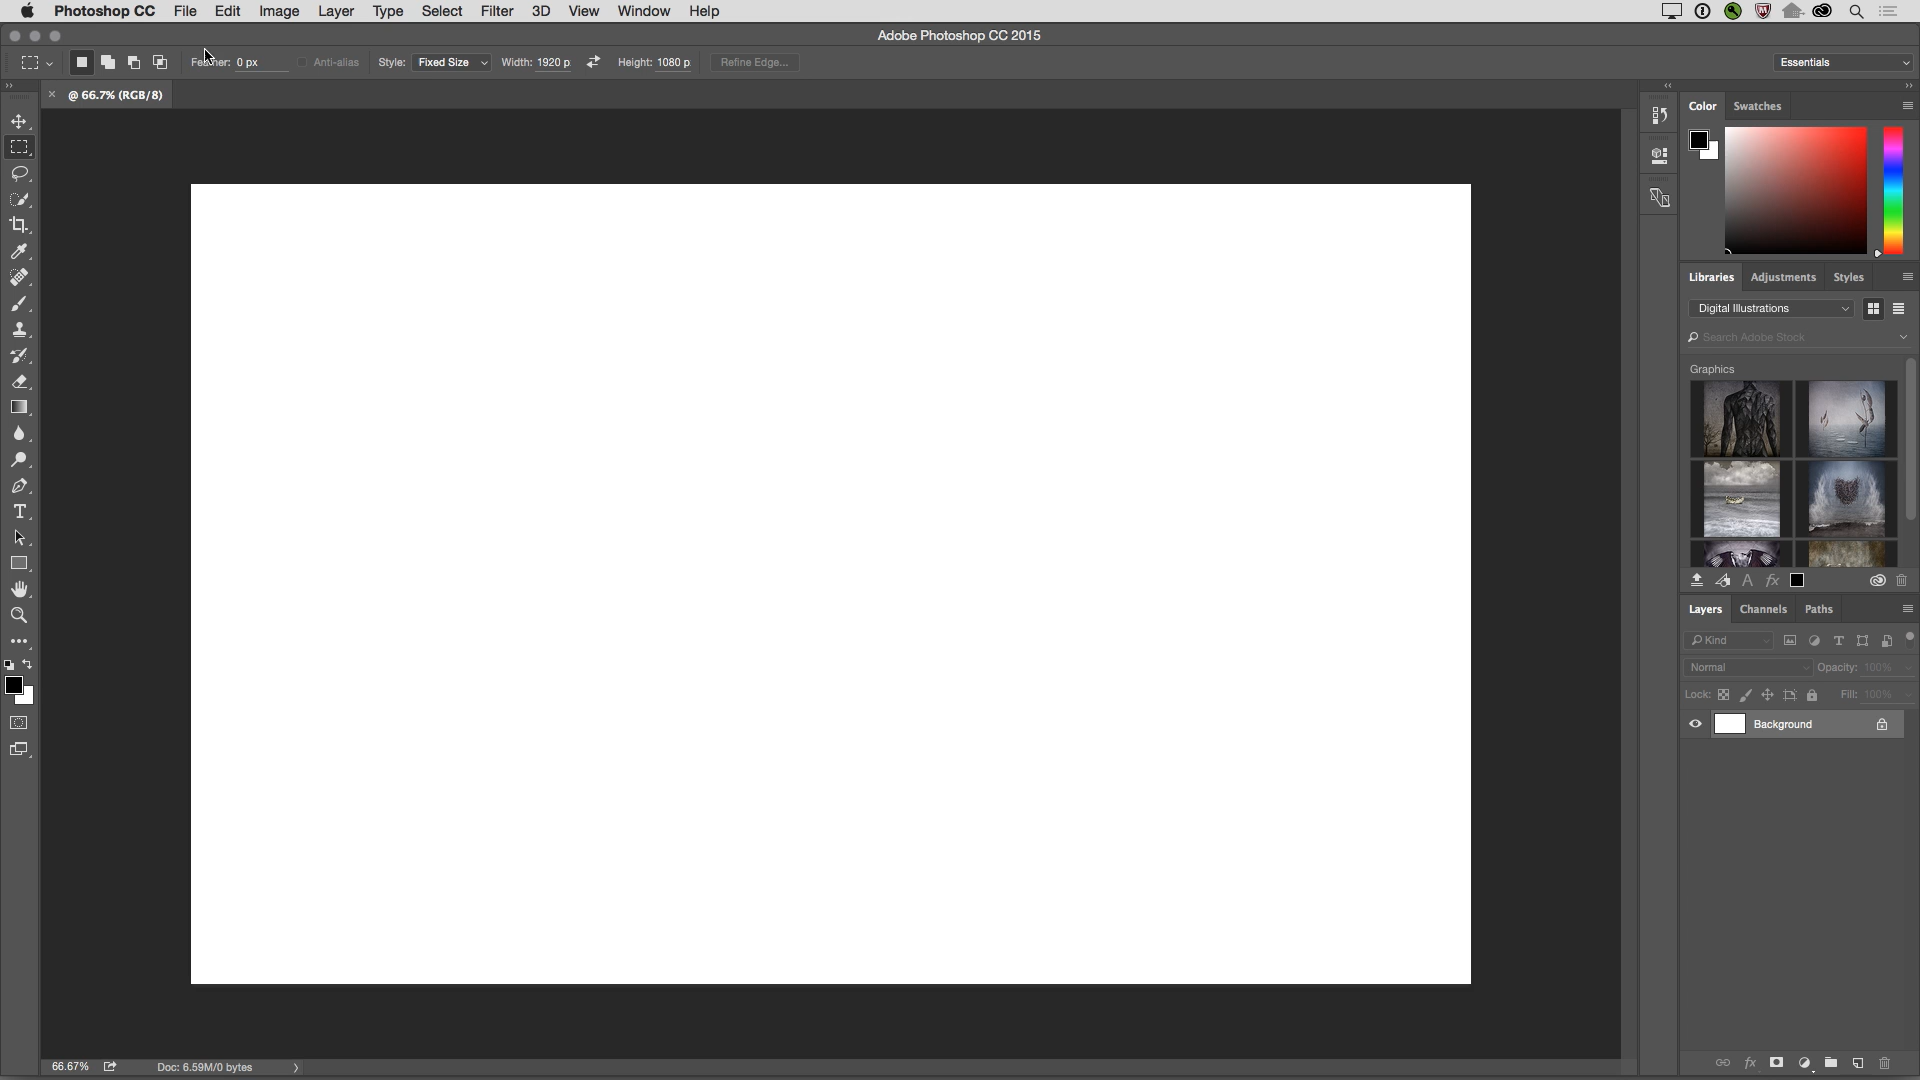 Photoshop CC File Edit Image Layer Type Select Filter 3D View Window Help
Adobe Photoshop CC 2015
Feather: 0 px Anti-alias Style: Fixed Size Width: 1920 p Height: 1080 p Refine Edge... Essentials
@ 66.7% (RGB/8)
Color Swatches
Libraries Adjustments Styles
Digital Illustrations
Search Adobe Stock
Graphics
Layers Channels Paths
Kind
Normal Opacity: 100%
Lock: Fill: 100%
Background
66.67% Doc: 6.59M/0 bytes